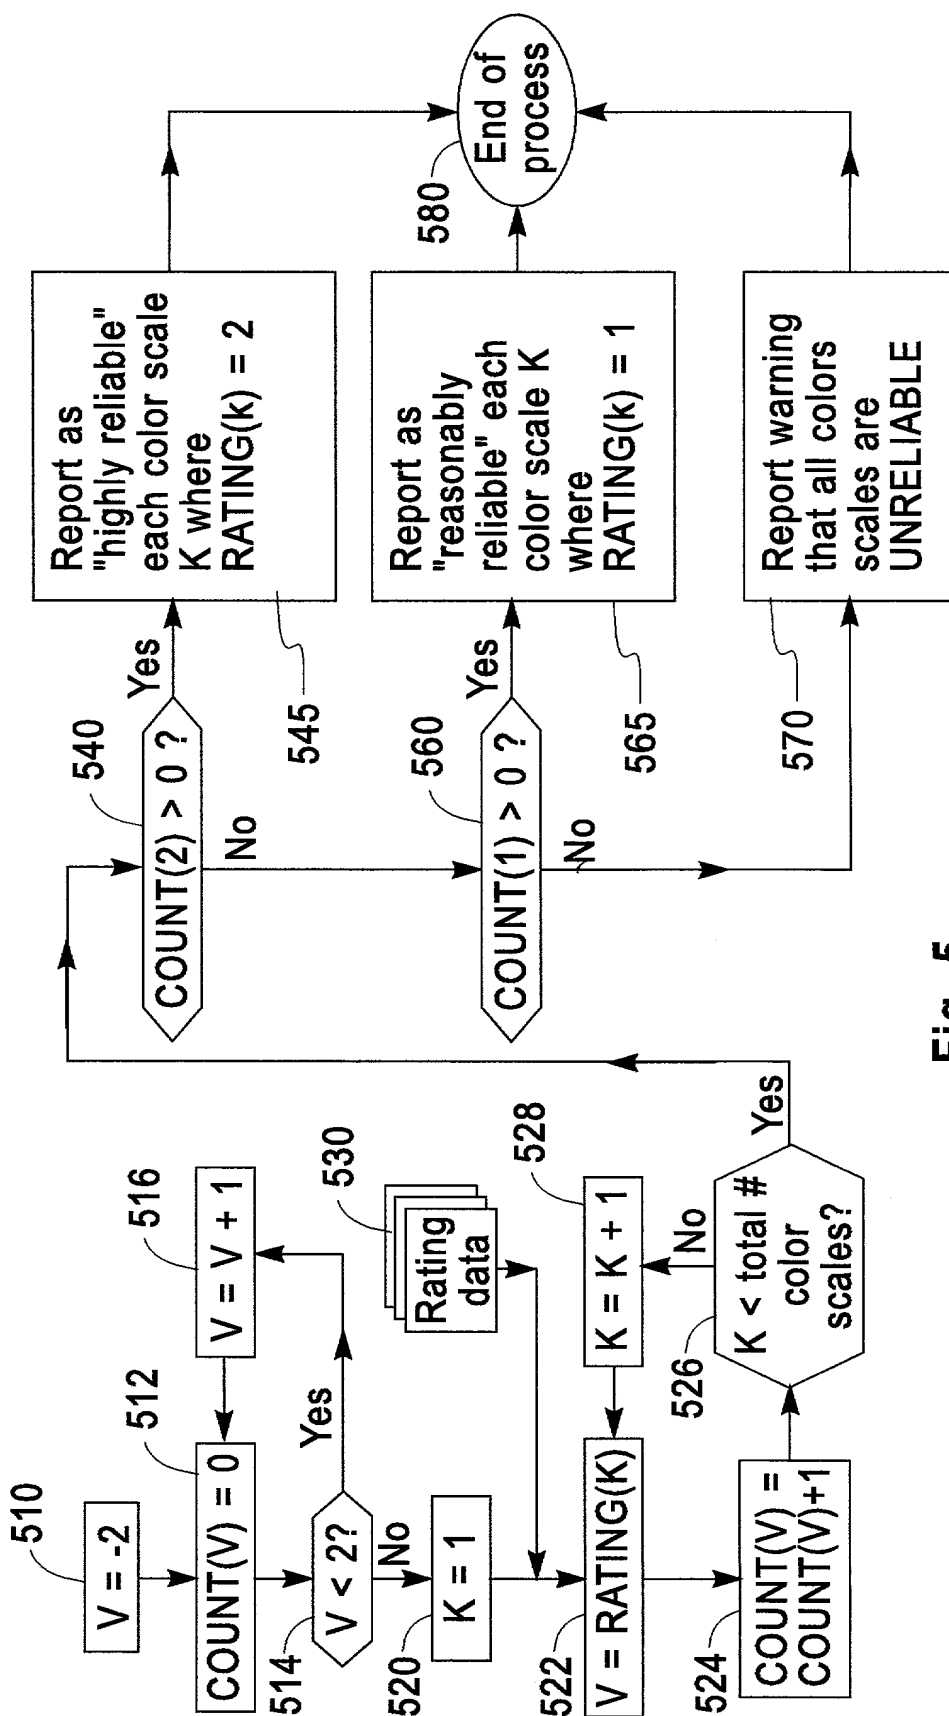 510
V = -2
512
COUNT(V) = 0
516
V = V + 1
514
V < 2?
Yes
No
520
K = 1
530
Rating
data
522
V = RATING(K)
528
K = K + 1
524
COUNT(V) =
COUNT(V)+1
526
K < total #
color
scales?
No
Yes
540
COUNT(2) > 0 ?
Yes
No
545
Report as
"highly reliable"
each color scale
K where
RATING(k) = 2
560
COUNT(1) > 0 ?
Yes
No
565
Report as
"reasonably
reliable" each
color scale K
where
RATING(k) = 1
570
Report warning
that all colors
scales are
UNRELIABLE
580
End of
process